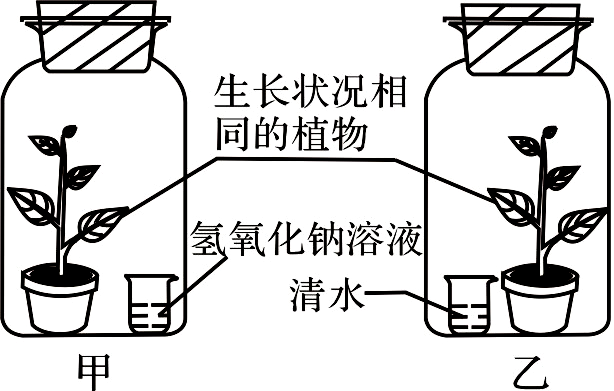 生长状况相
同的植物
氢氧化钠溶液
清水
甲
乙